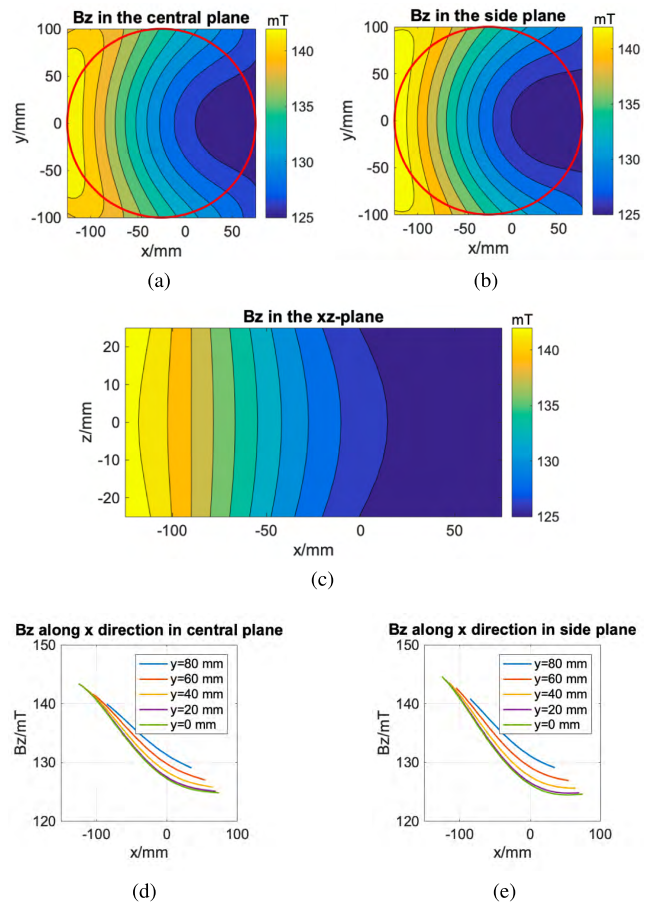 Bz in the central plane
mT
100
50
0
-50
-100
y/mm
-100
-50
0
50
x/mm
140
135
130
125
(a)
Bz in the side plane
mT
100
50
0
-50
-100
y/mm
-100
-50
0
50
x/mm
140
135
130
125
(b)
Bz in the xz-plane
mT
20
10
0
-10
-20
z/mm
-100
-50
0
50
x/mm
140
135
130
125
(c)
Bz along x direction in central plane
150
140
130
120
Bz/mT
y=80 mm
y=60 mm
y=40 mm
y=20 mm
y=0 mm
-100
0
100
x/mm
(d)
Bz along x direction in side plane
150
140
130
120
Bz/mT
y=80 mm
y=60 mm
y=40 mm
y=20 mm
y=0 mm
-100
0
100
x/mm
(e)